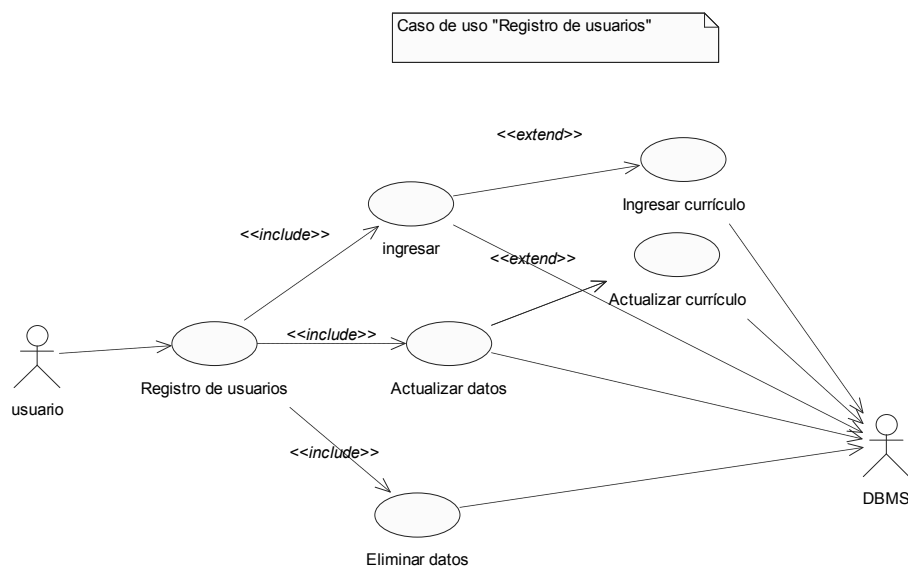 Caso de uso "Registro de usuarios"
<<extend>>
Ingresar currículo
<<include>>
ingresar
<<extend>>
Actualizar currículo
<<include>>
Registro de usuarios
Actualizar datos
usuario
<<include>>
DBMS
Eliminar datos